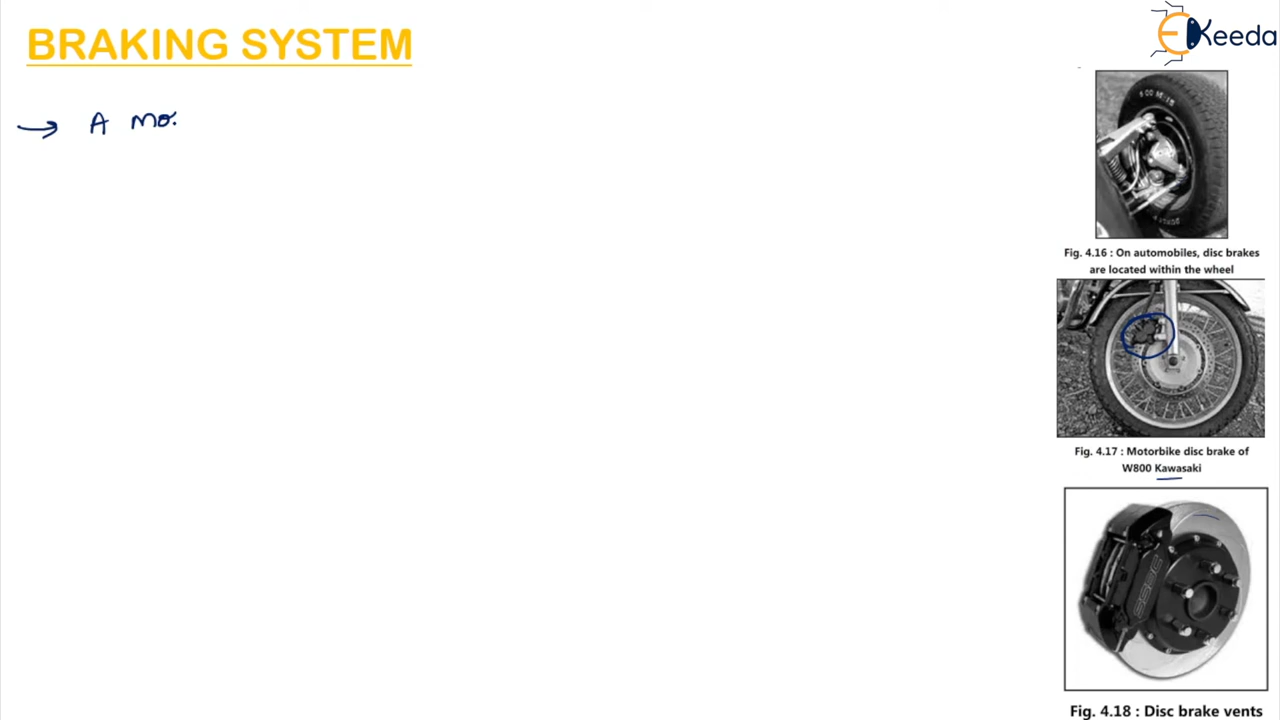 BRAKING SYSTEM
EKeeda
→ A mo
Fig. 4.16 : On automobiles, disc brakes
are located within the wheel
Fig. 4.17 : Motorbike disc brake of
W800 Kawasaki
SSBC
Fig. 4.18 : Disc brake vents